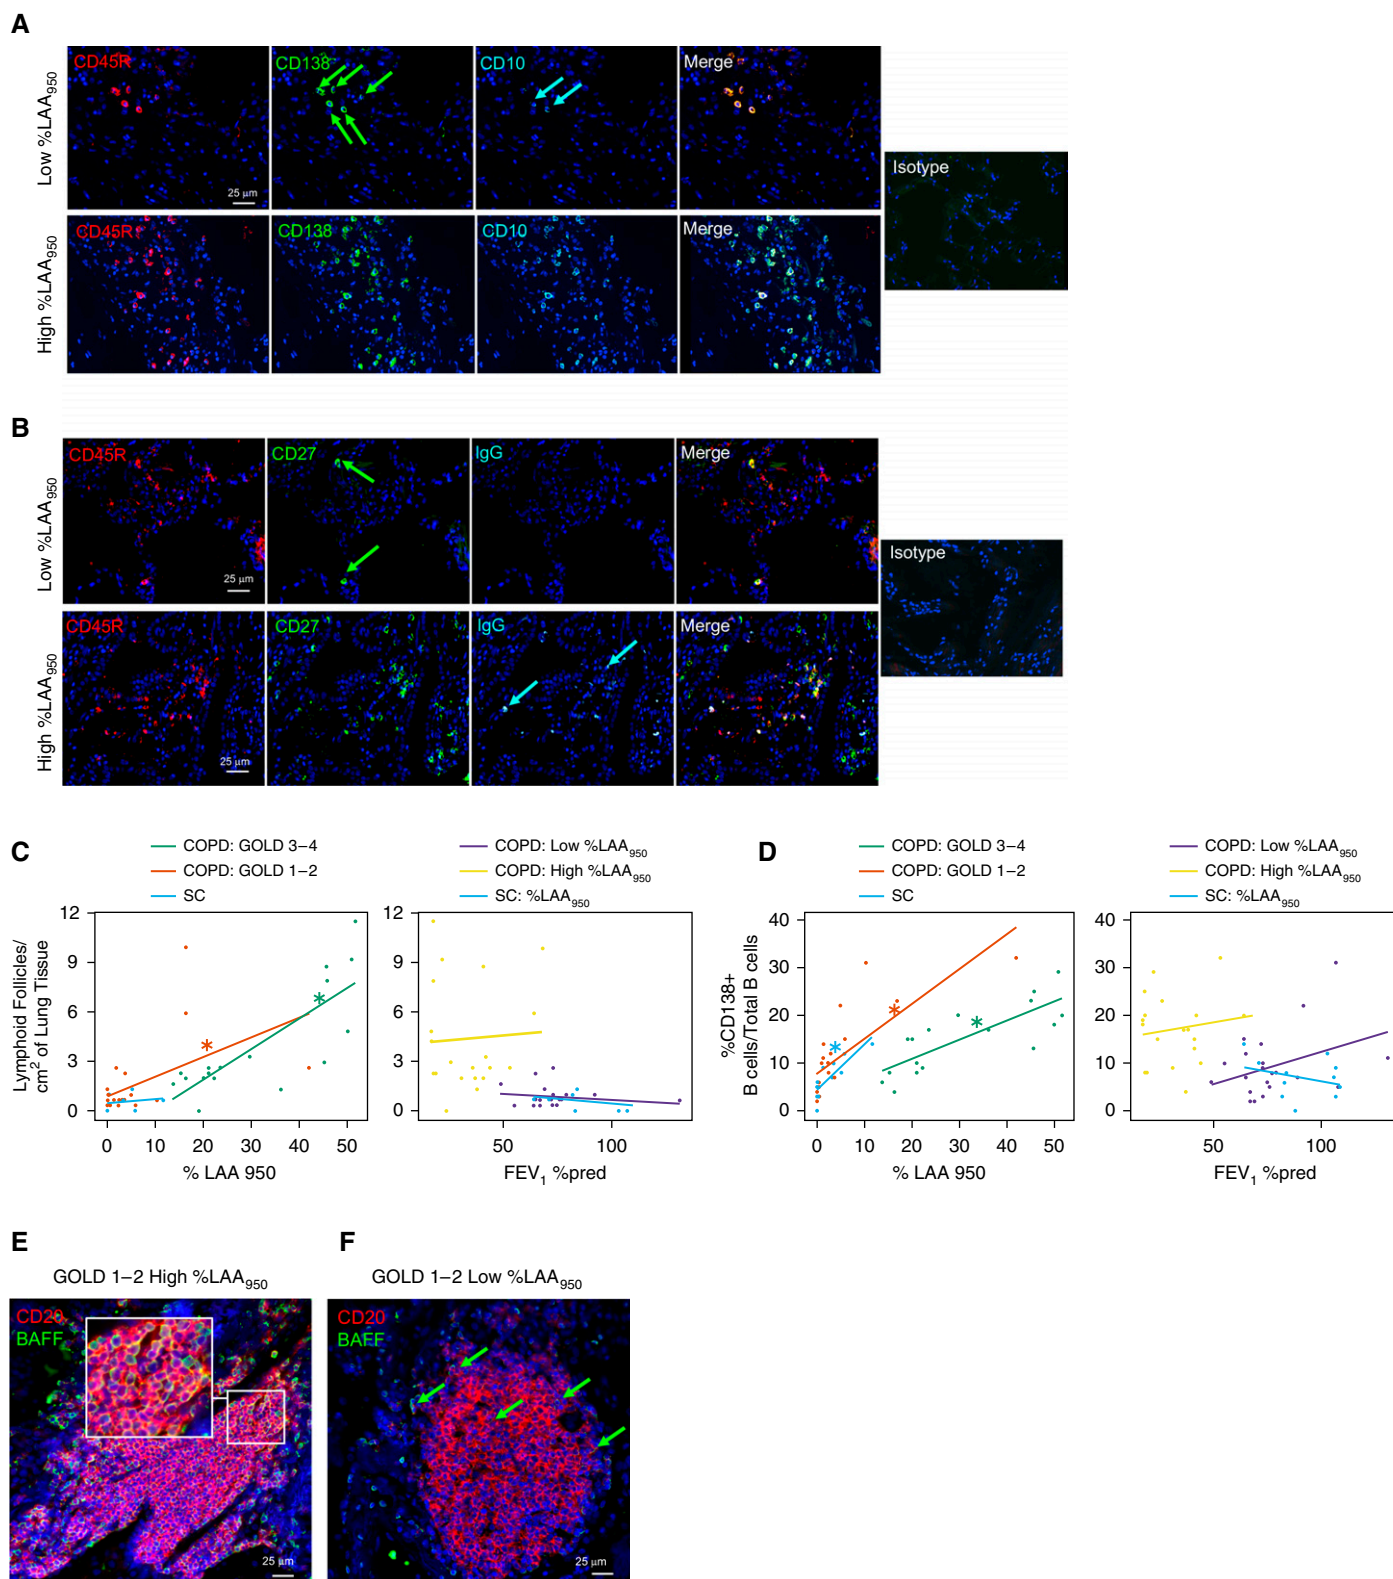 A
Low %LAA950
CD45R
CD138
CD10
Merge
25 µm
Isotype
High %LAA950
CD45R
CD138
CD10
Merge
B
Low %LAA950
CD45R
CD27
IgG
Merge
25 µm
Isotype
High %LAA950
CD45R
CD27
IgG
Merge
25 µm
C
COPD: GOLD 3–4
COPD: GOLD 1–2
SC
COPD: Low %LAA950
COPD: High %LAA950
SC: %LAA950
Lymphoid Follicles/
cm2 of Lung Tissue
12
9
6
3
0
0 10 20 30 40 50
% LAA 950
*
*
12
9
6
3
0
50 100
FEV1 %pred
D
COPD: GOLD 3–4
COPD: GOLD 1–2
SC
COPD: Low %LAA950
COPD: High %LAA950
SC: %LAA950
%CD138+
B cells/Total B cells
40
30
20
10
0
0 10 20 30 40 50
% LAA 950
*
*
*
40
30
20
10
0
50 100
FEV1 %pred
E
GOLD 1–2 High %LAA950
CD20
BAFF
25 µm
F
GOLD 1–2 Low %LAA950
CD20
BAFF
25 µm